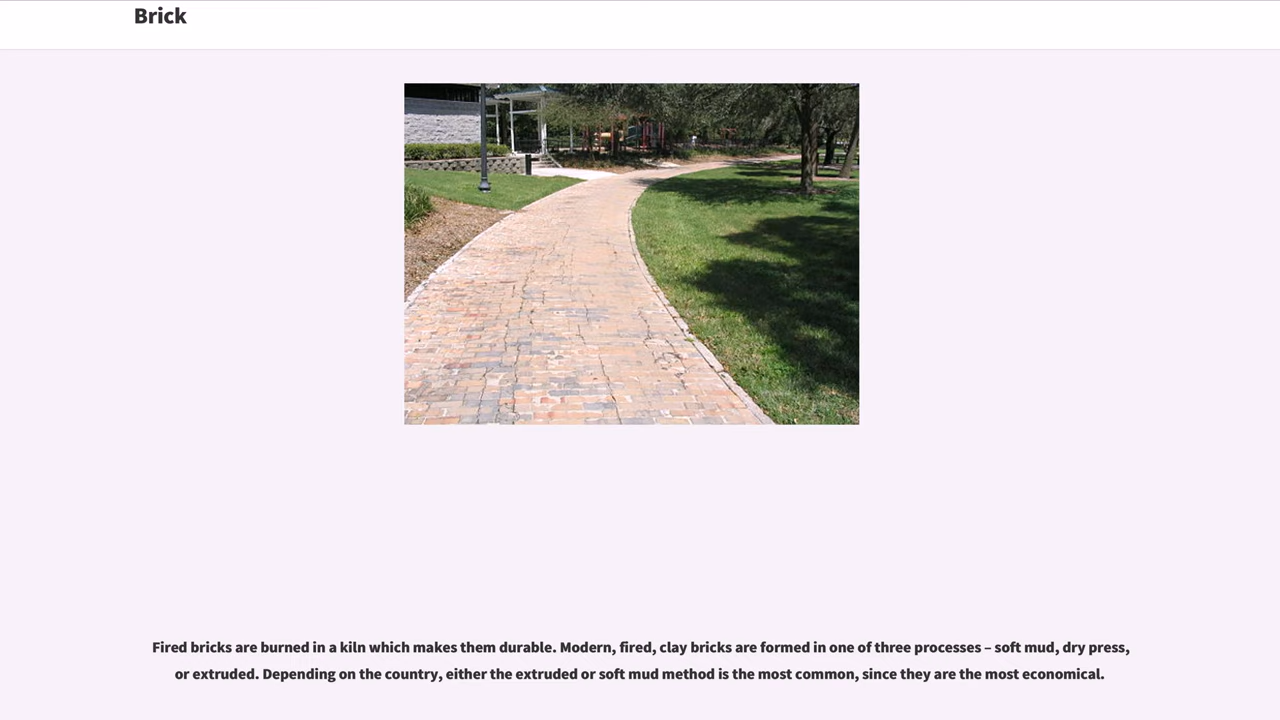 Brick
Fired bricks are burned in a kiln which makes them durable. Modern, fired, clay bricks are formed in one of three processes – soft mud, dry press,
or extruded. Depending on the country, either the extruded or soft mud method is the most common, since they are the most economical.